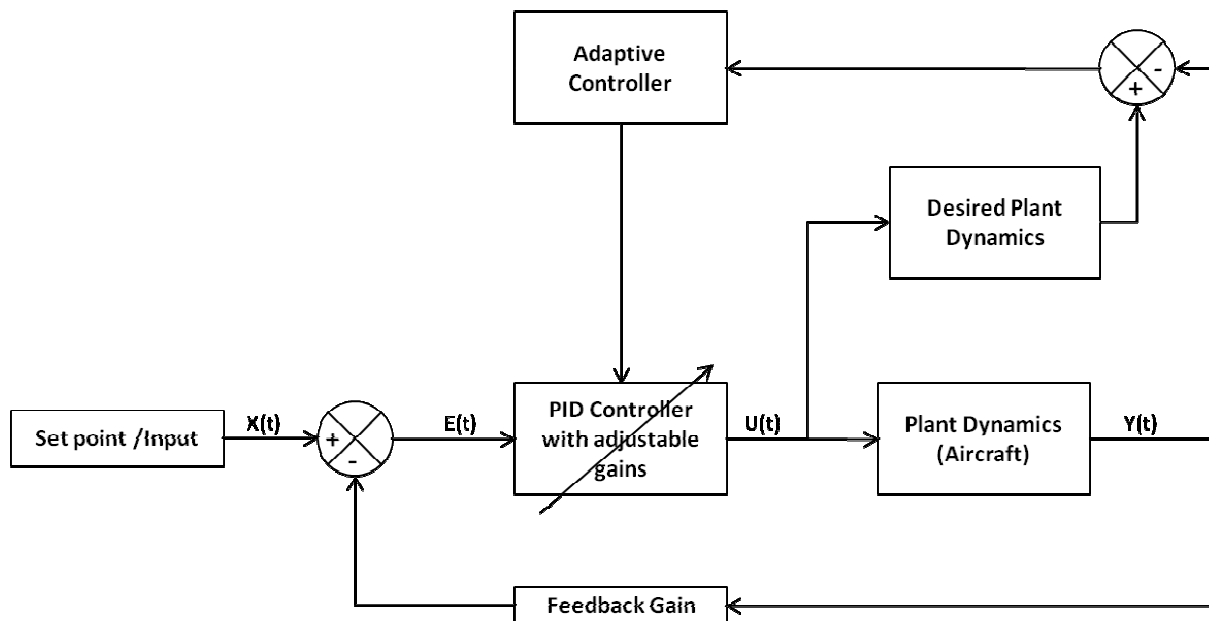 Adaptive
Controller
-
+
Desired Plant
Dynamics
Set point /Input
X(t)
+
-
E(t)
PID Controller
with adjustable
gains
U(t)
Plant Dynamics
(Aircraft)
Y(t)
Feedback Gain